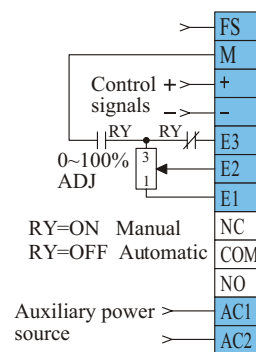 FS
M
Control + +
signals − −
RY RY E3
0~100% 3 E2
ADJ 1 E1
RY=ON Manual NC
RY=OFF Automatic COM
NO
Auxiliary power AC1
source AC2